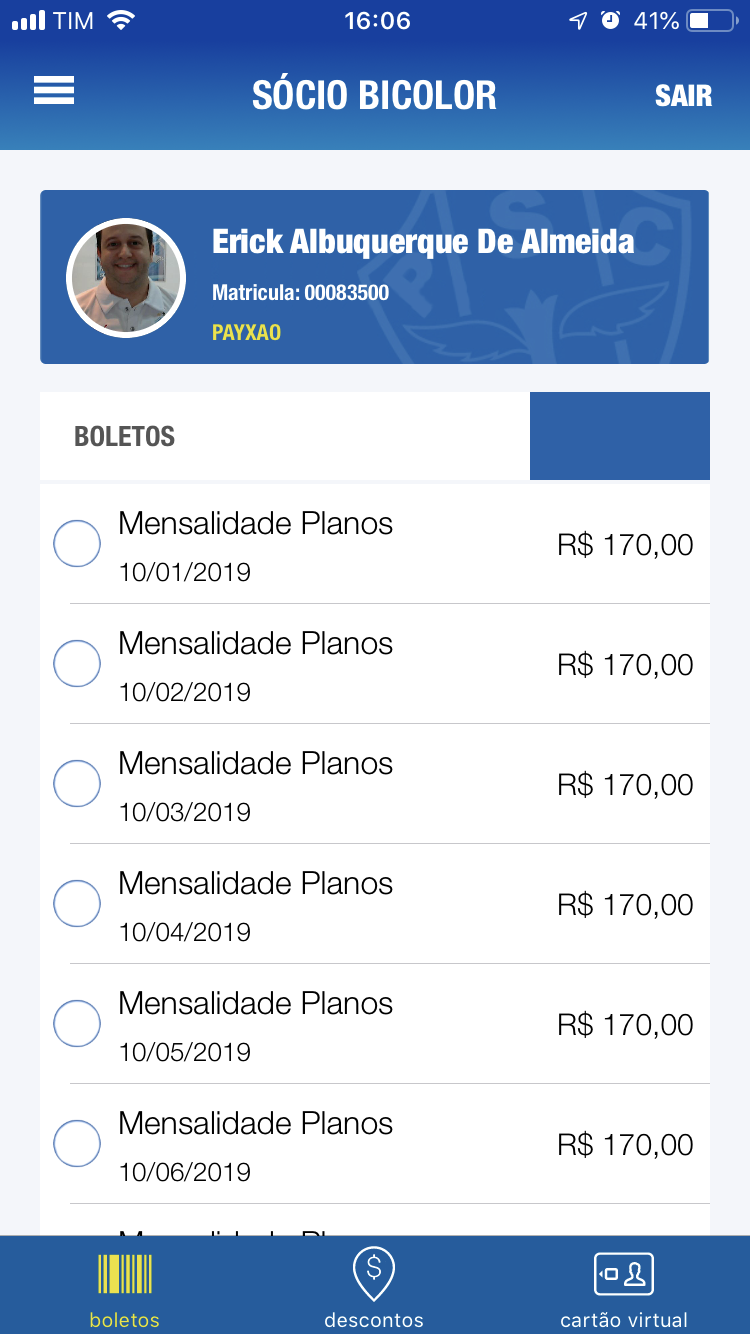 TIM 16:06 41%
SÓCIO BICOLOR SAIR
Erick Albuquerque De Almeida
Matricula: 00083500
PAYXAO
PSC
BOLETOS
Mensalidade Planos
10/01/2019
R$ 170,00
Mensalidade Planos
10/02/2019
R$ 170,00
Mensalidade Planos
10/03/2019
R$ 170,00
Mensalidade Planos
10/04/2019
R$ 170,00
Mensalidade Planos
10/05/2019
R$ 170,00
Mensalidade Planos
10/06/2019
R$ 170,00
boletos descontos cartão virtual